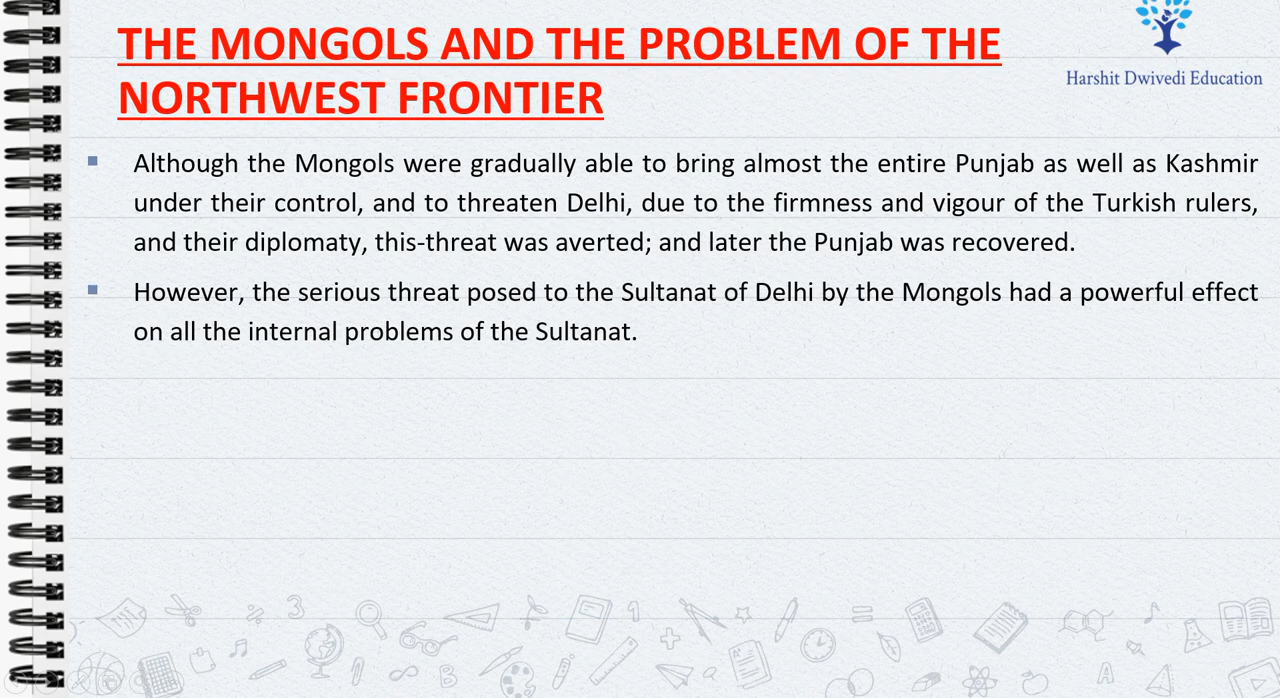 THE MONGOLS AND THE PROBLEM OF THE
NORTHWEST FRONTIER
Harshit Dwivedi Education
Although the Mongols were gradually able to bring almost the entire Punjab as well as Kashmir
under their control, and to threaten Delhi, due to the firmness and vigour of the Turkish rulers,
and their diplomaty, this-threat was averted; and later the Punjab was recovered.
However, the serious threat posed to the Sultanat of Delhi by the Mongols had a powerful effect
on all the internal problems of the Sultanat.